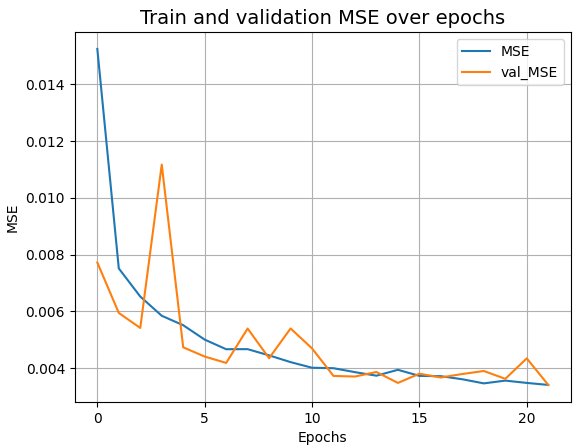 Train and validation MSE over epochs
MSE
val_MSE
0.014
0.012
0.010
0.008
0.006
0.004
MSE
0
5
10
15
20
Epochs